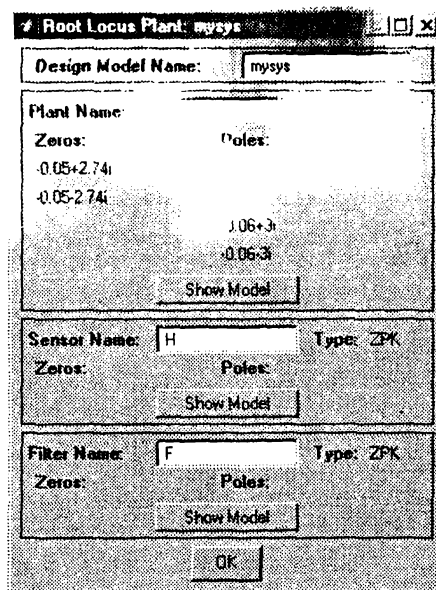 Root Locus Plant: mysys
Design Model Name: mysys
Plant Name:
Zeros: Poles:
-0.05+2.74i
-0.05-2.74i
0.06+3i
-0.06-3i
Show Model
Sensor Name: H Type: ZPK
Zeros: Poles:
Show Model
Filter Name: F Type: ZPK
Zeros: Poles:
Show Model
OK